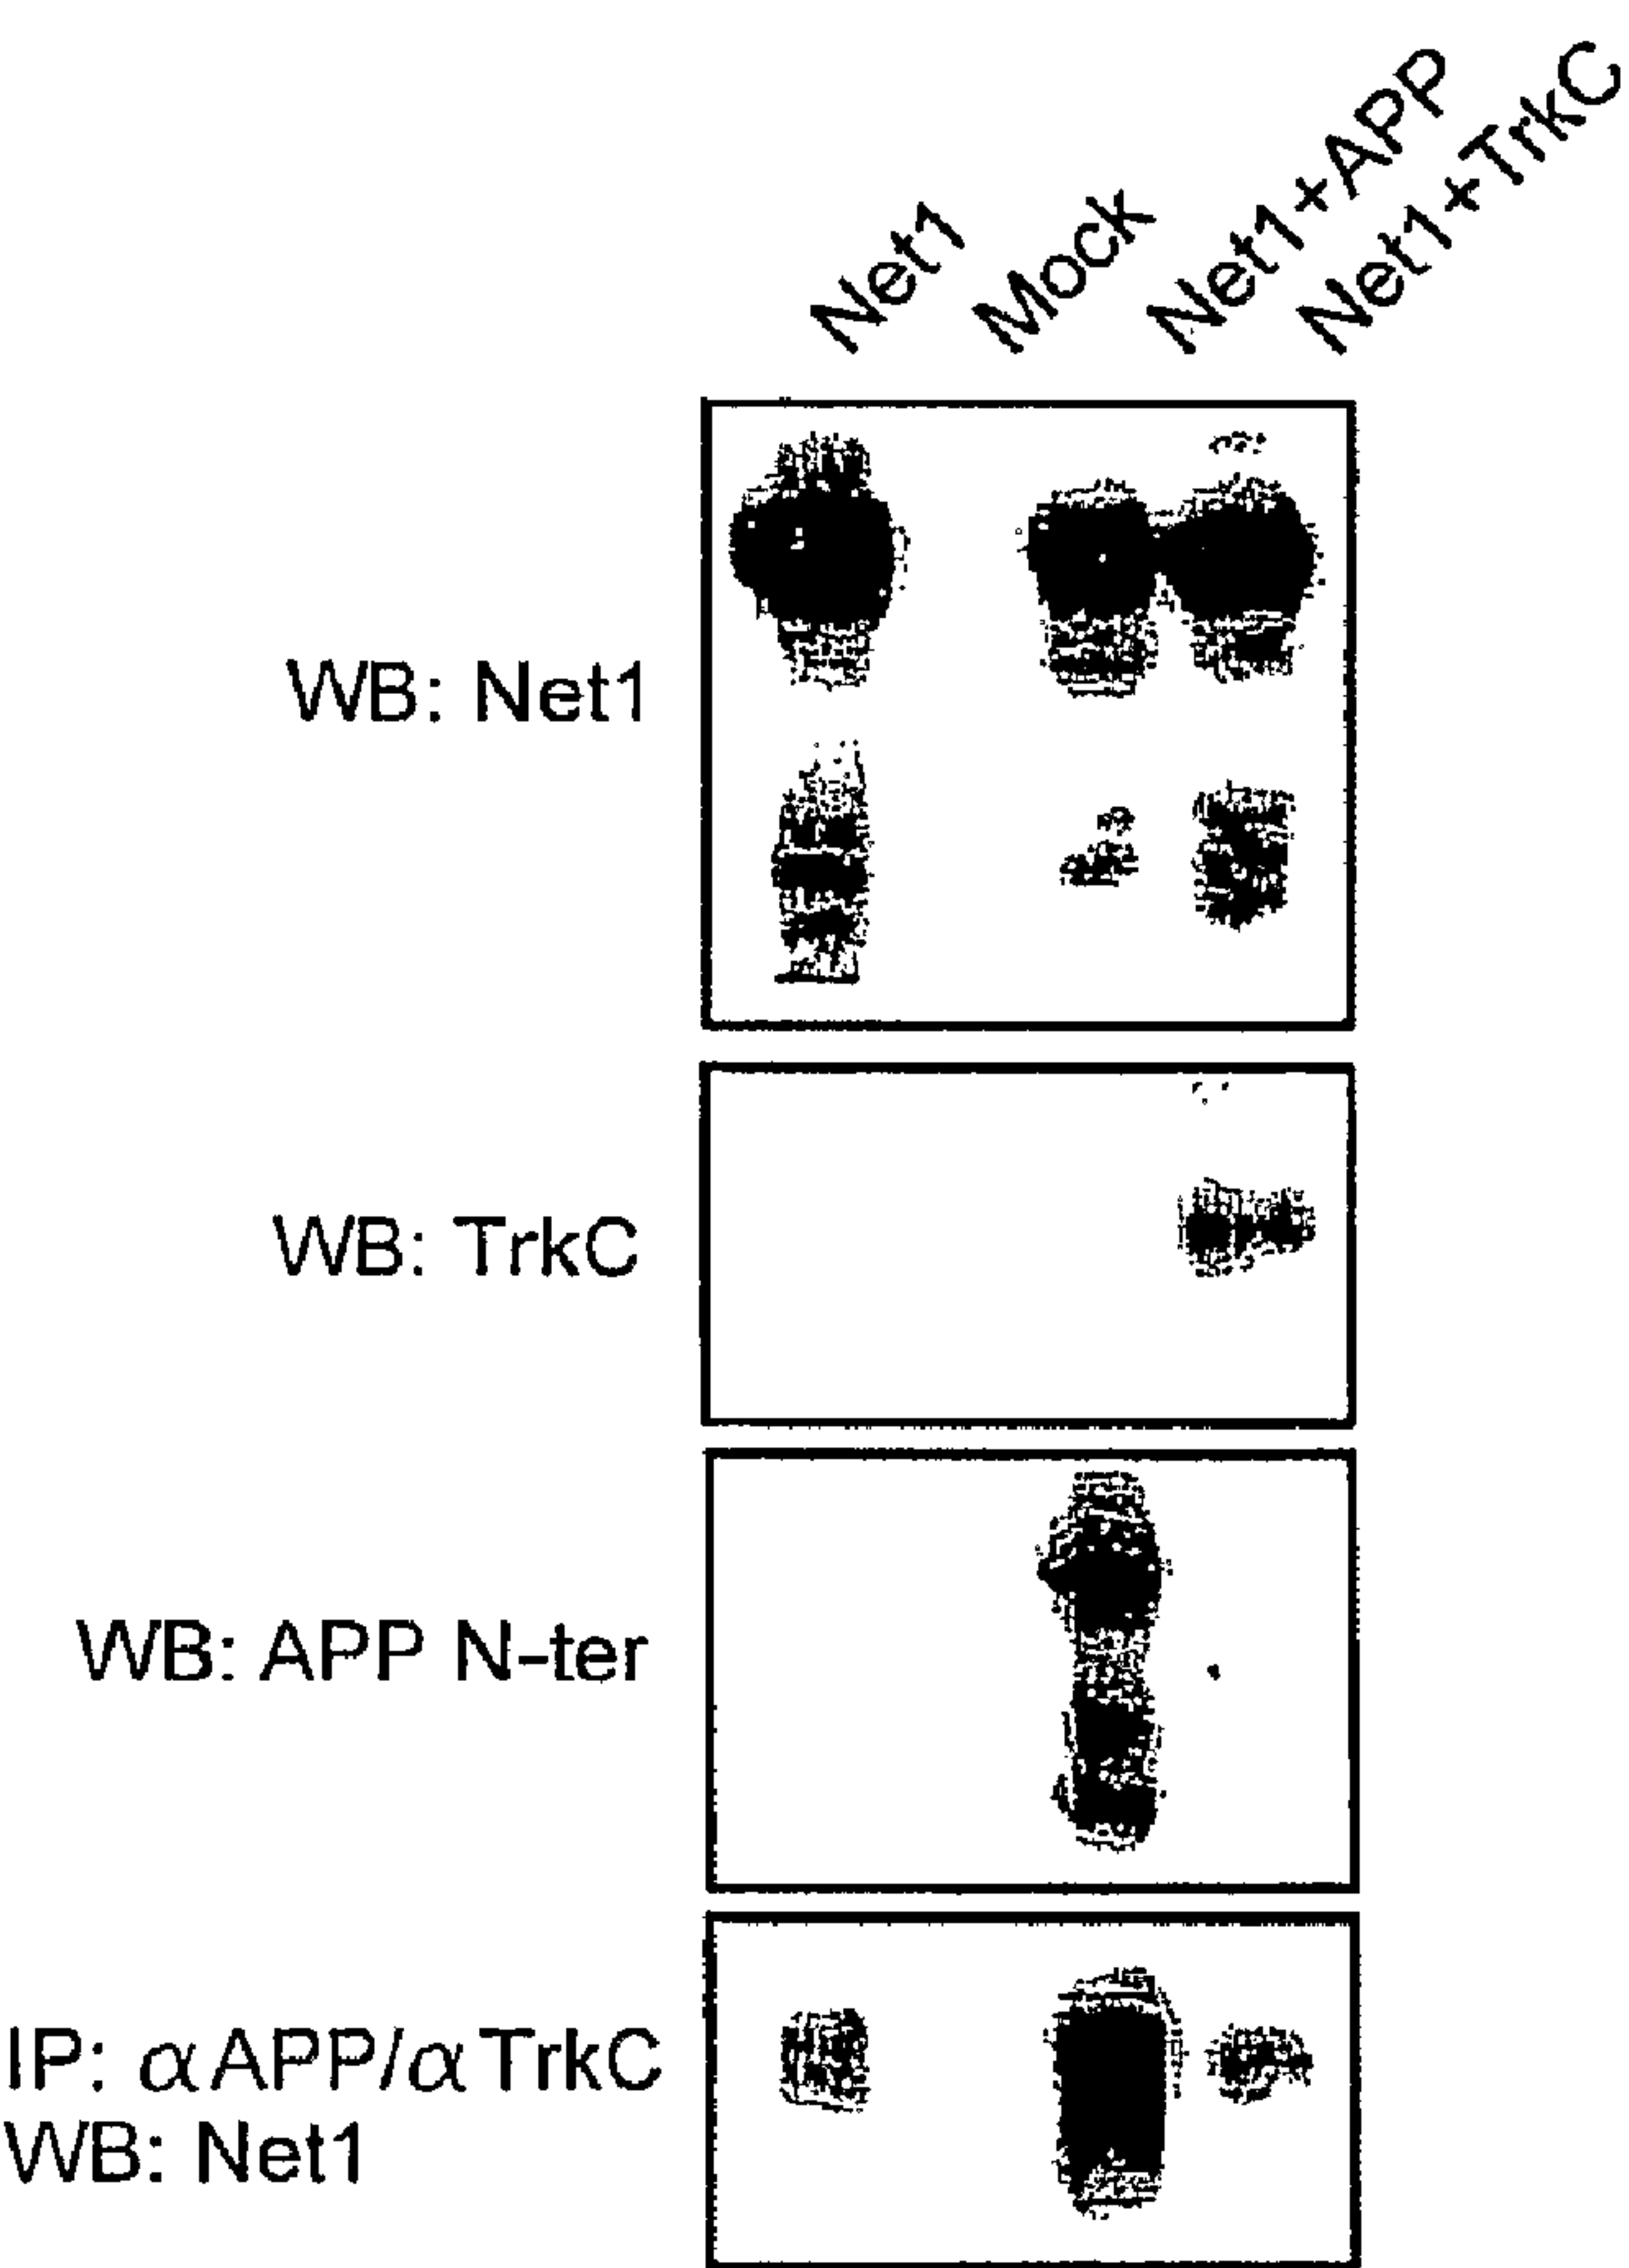 Net1
Mock
Net1+APP
Net1+TrkC
WB: Net1
WB: TrkC
WB: APP N-ter
IP: αAPP/αTrkC
WB: Net1